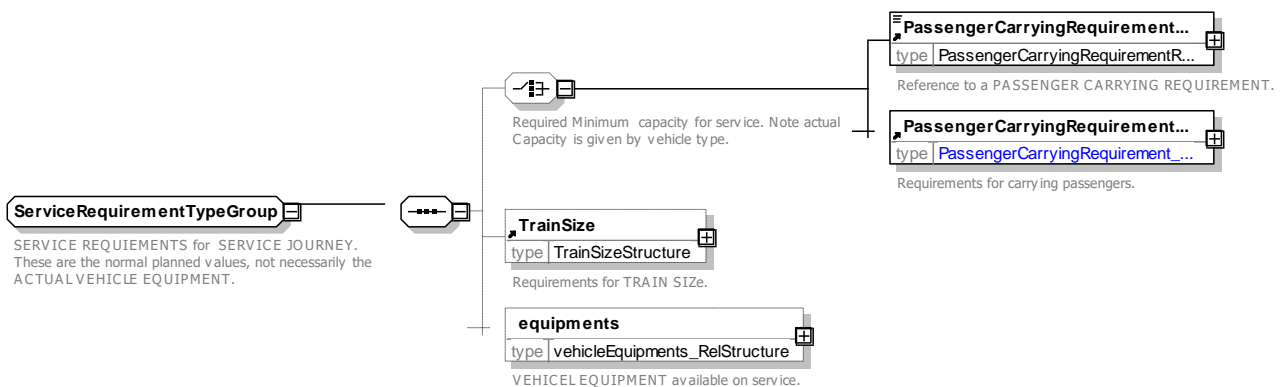 PassengerCarryingRequirement...
type PassengerCarryingRequirementR...
Reference to a PASSENGER CARRYING REQUIREMENT.
Required Minimum capacity for service. Note actual
Capacity is given by vehicle type.
PassengerCarryingRequirement...
type PassengerCarryingRequirement_...
Requirements for carrying passengers.
ServiceRequirementTypeGroup
SERVICE REQUIEMENTS for SERVICE JOURNEY.
These are the normal planned values, not necessarily the
ACTUAL VEHICLE EQUIPMENT.
TrainSize
type TrainSizeStructure
Requirements for TRAIN SIZe.
equipments
type vehicleEquipments_RelStructure
VEHICEL EQUIPMENT available on service.